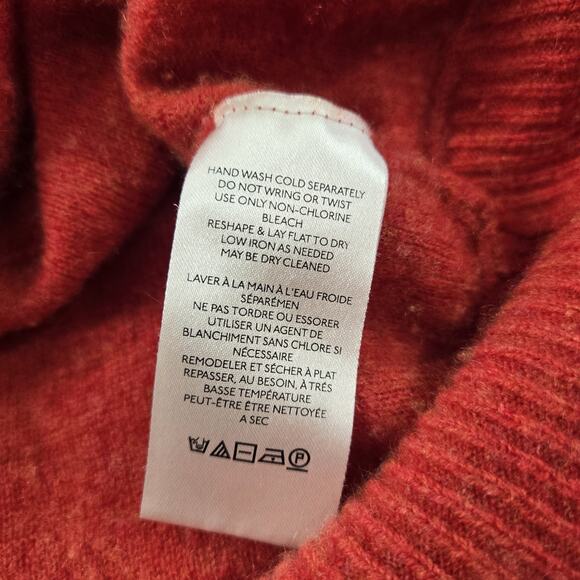 HAND WASH COLD SEPARATELY
DO NOT WRING OR TWIST
USE ONLY NON-CHLORINE
BLEACH
RESHAPE & LAY FLAT TO DRY
LOW IRON AS NEEDED
MAY BE DRY CLEANED
LAVER À LA MAIN À L'EAU FROIDE
SÉPARÉMEN
NE PAS TORDRE OU ESSORER
UTILISER UN AGENT DE
BLANCHIMENT SANS CHLORE SI
NÉCESSAIRE
REMODELER ET SÉCHER À PLAT
REPASSER, AU BESOIN, À TRÉS
BASSE TEMPÉRATURE
PEUT-ÊTRE ÊTRE NETTOYÉE
A SEC
P